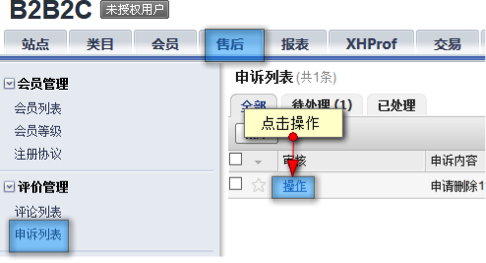 B2B2C 未授权用户
站点 类目 会员 售后 报表 XHProf 交易
会员管理
会员列表
会员等级
注册协议
评价管理
评论列表
申诉列表
申诉列表 (共1条)
全部 待处理 (1) 已处理
点击操作
审核 申诉内容
操作 申请删除1